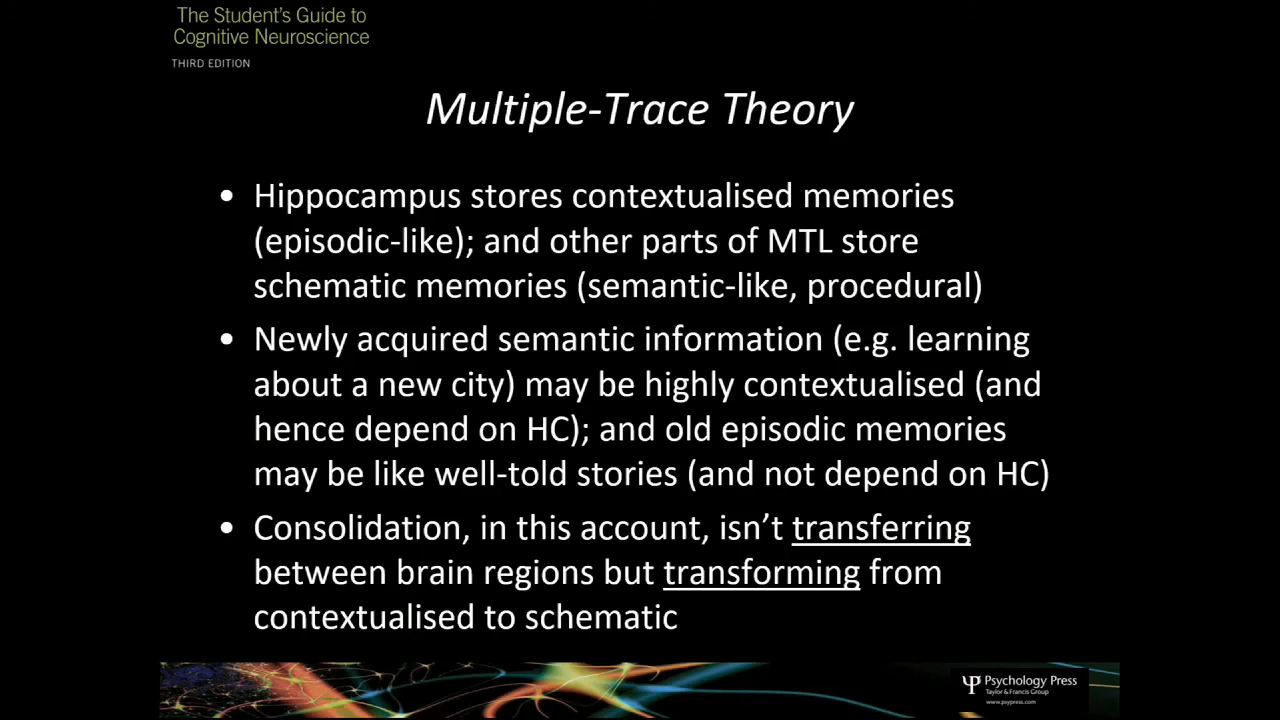 The Student's Guide to
Cognitive Neuroscience
THIRD EDITION
Multiple-Trace Theory
• Hippocampus stores contextualised memories
(episodic-like); and other parts of MTL store
schematic memories (semantic-like, procedural)
• Newly acquired semantic information (e.g. learning
about a new city) may be highly contextualised (and
hence depend on HC); and old episodic memories
may be like well-told stories (and not depend on HC)
• Consolidation, in this account, isn't transferring
between brain regions but transforming from
contextualised to schematic
Psychology Press
Taylor & Francis Group
www.psypress.com